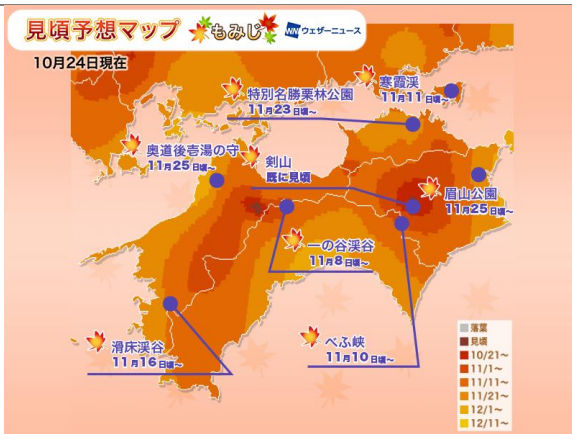 見頃予想マップ もみじ ウェザーニュース
10月24日現在
寒霞渓
11月11日頃~
特別名勝栗林公園
11月23日頃~
奥道後壱湯の守
11月25日頃~
剣山
既に見頃
眉山公園
11月25日頃~
一の谷渓谷
11月8日頃~
滑床渓谷
11月16日頃~
べふ峡
11月10日頃~
落葉
見頃
10/21~
11/1~
11/11~
11/21~
12/1~
12/11~